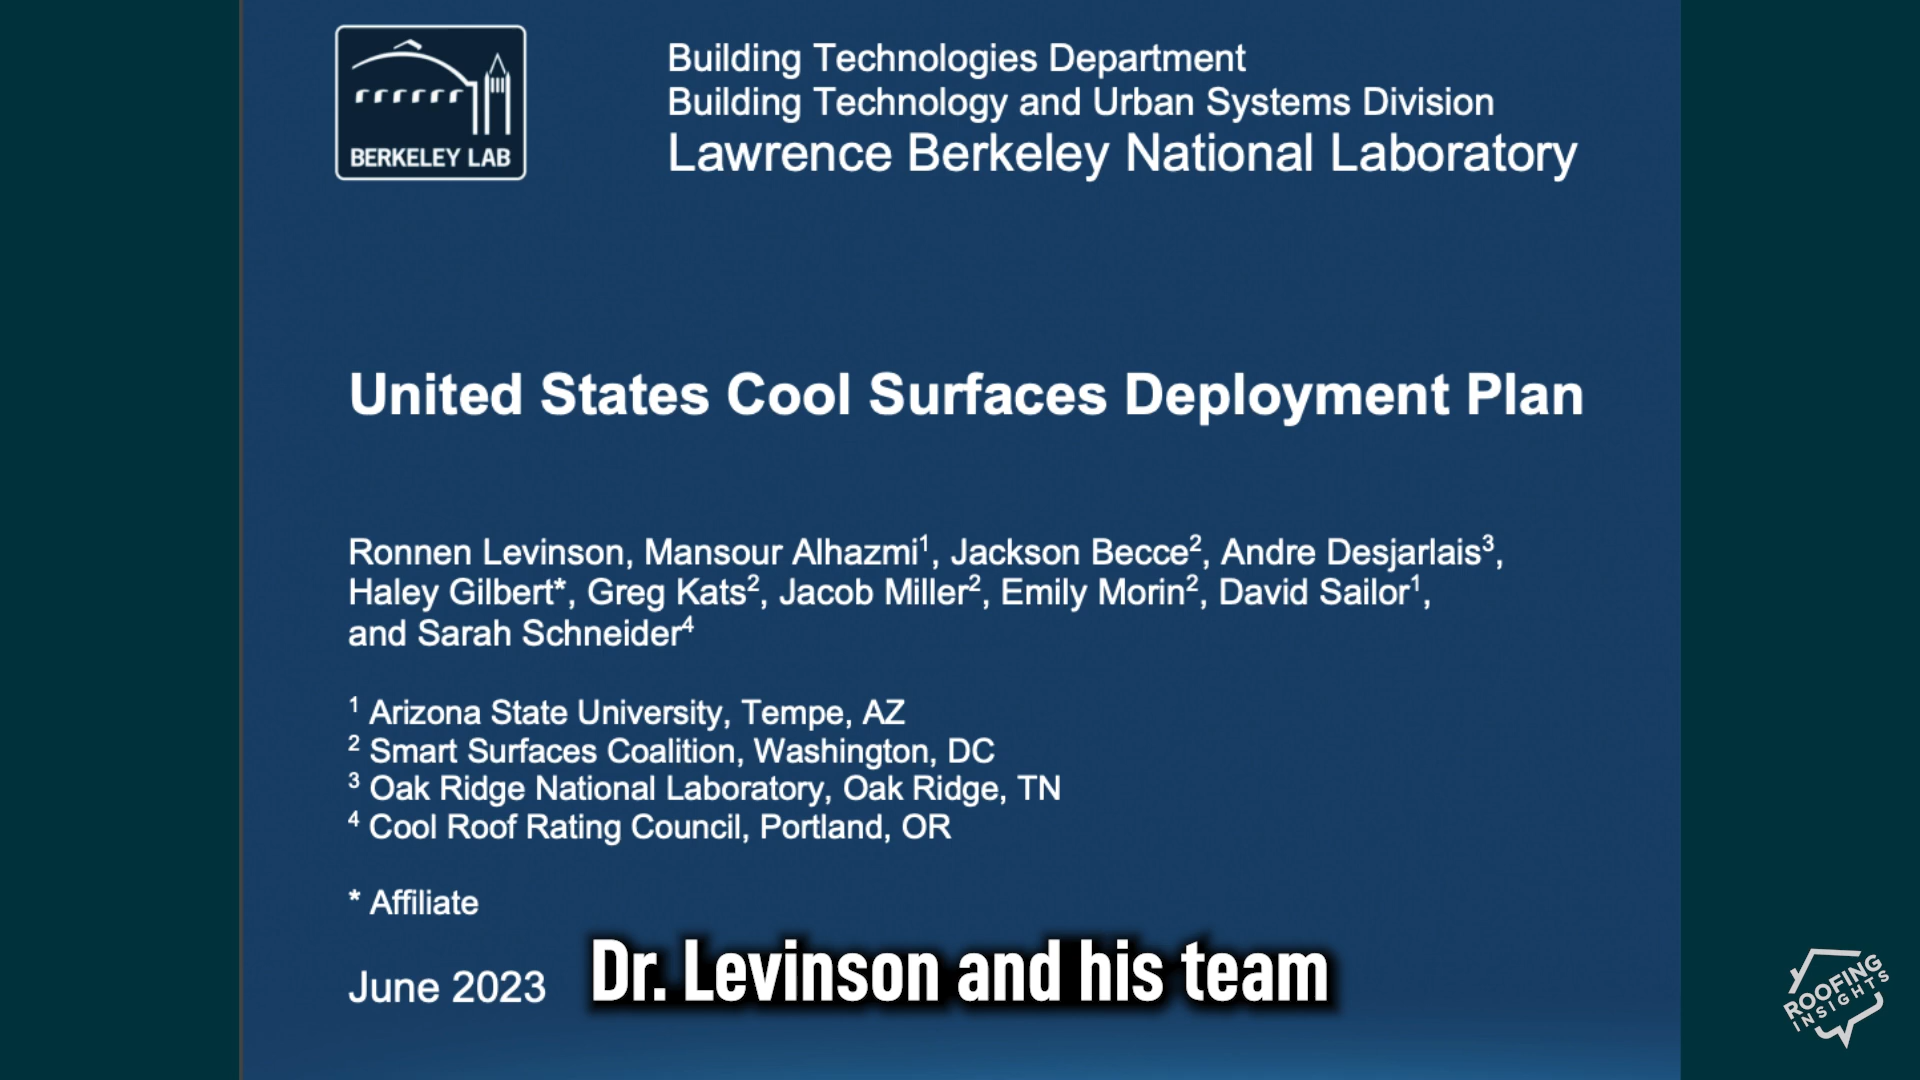 BERKELEY LAB
Building Technologies Department
Building Technology and Urban Systems Division
Lawrence Berkeley National Laboratory
United States Cool Surfaces Deployment Plan
Ronnen Levinson, Mansour Alhazmi¹, Jackson Becce², Andre Desjarlais³,
Haley Gilbert*, Greg Kats², Jacob Miller², Emily Morin², David Sailor¹,
and Sarah Schneider⁴
¹ Arizona State University, Tempe, AZ
² Smart Surfaces Coalition, Washington, DC
³ Oak Ridge National Laboratory, Oak Ridge, TN
⁴ Cool Roof Rating Council, Portland, OR
* Affiliate
June 2023
Dr. Levinson and his team
ROOFING
INSIGHTS